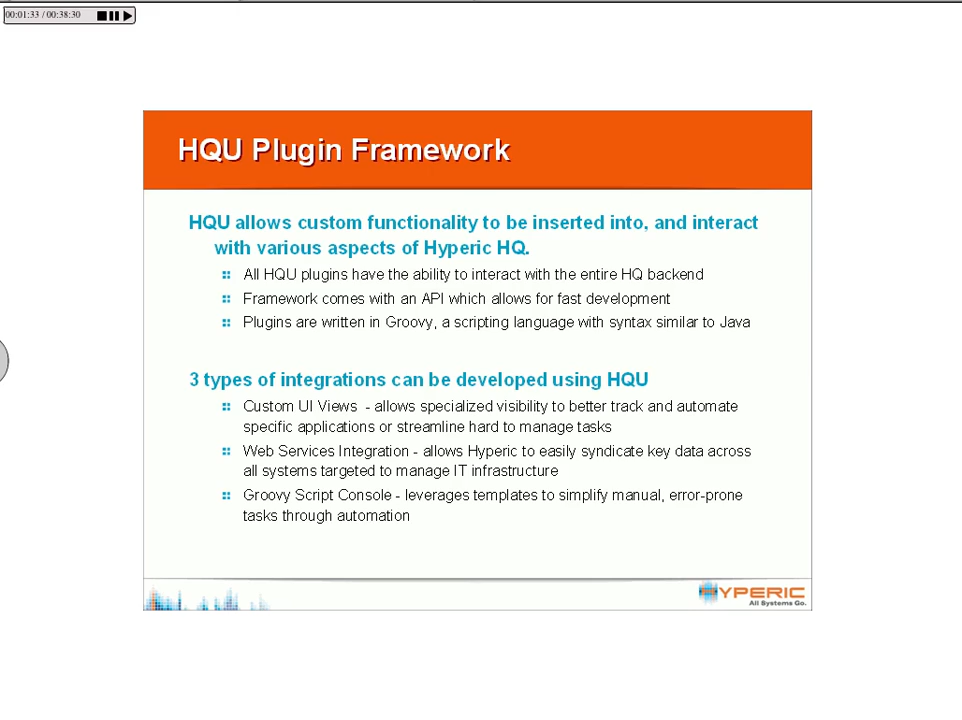 00:01:33 / 00:38:30
HQU Plugin Framework
HQU allows custom functionality to be inserted into, and interact
with various aspects of Hyperic HQ.
All HQU plugins have the ability to interact with the entire HQ backend
Framework comes with an API which allows for fast development
Plugins are written in Groovy, a scripting language with syntax similar to Java
3 types of integrations can be developed using HQU
Custom UI Views  - allows specialized visibility to better track and automate
specific applications or streamline hard to manage tasks
Web Services Integration - allows Hyperic to easily syndicate key data across
all systems targeted to manage IT infrastructure
Groovy Script Console - leverages templates to simplify manual, error-prone
tasks through automation
HYPERIC
All Systems Go.